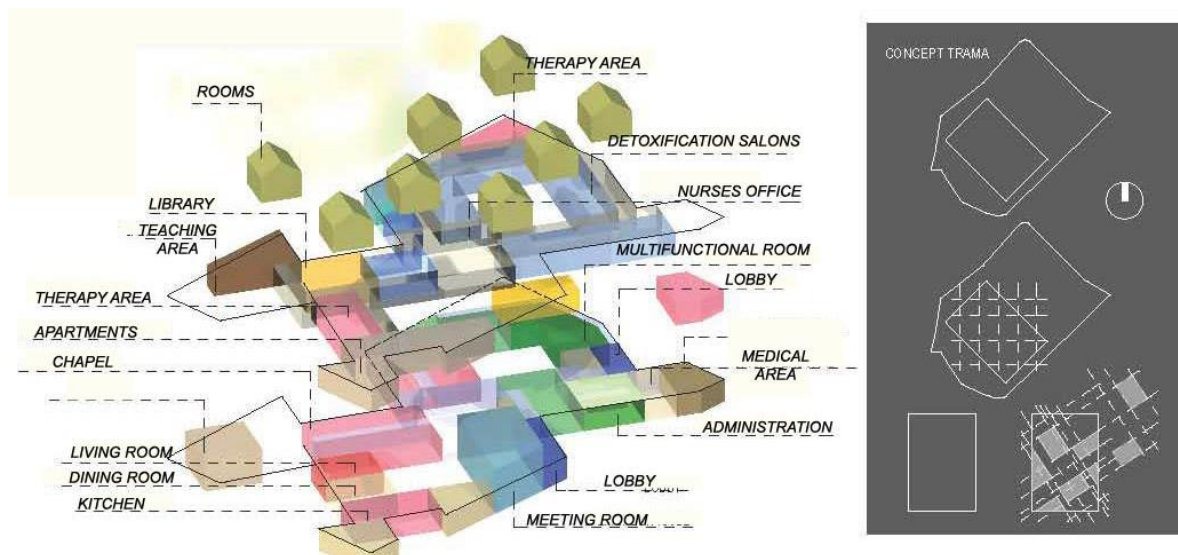 THERAPY AREA
ROOMS
DETOXIFICATION SALONS
NURSES OFFICE
LIBRARY
TEACHING
AREA
MULTIFUNCTIONAL ROOM
LOBBY
THERAPY AREA
APARTMENTS
CHAPEL
MEDICAL
AREA
ADMINISTRATION
LIVING ROOM
DINING ROOM
KITCHEN
LOBBY
MEETING ROOM
CONCEPT TRAMA